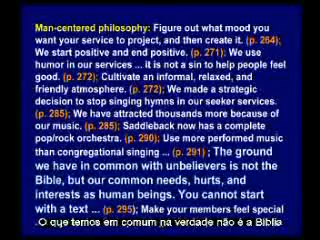 Man-centered philosophy: Figure out what mood you
want your service to project, and then create it. (p. 264);
We start positive and end positive. (p. 271); We use
humor in our services ... it is not a sin to help people feel
good. (p. 272); Cultivate an informal, relaxed, and
friendly atmosphere. (p. 272); We made a strategic
decision to stop singing hymns in our seeker services.
(p. 285); We have attracted thousands more because of
our music. (p. 285); Saddleback now has a complete
pop/rock orchestra. (p. 290); Use more performed music
than congregational singing ... (p. 291) ; The ground
we have in common with unbelievers is not the
Bible, but our common needs, hurts, and
interests as human beings. You cannot start
with a text ... (p. 295); Make your members feel special
O que temos em comum na verdade não é a Bíblia